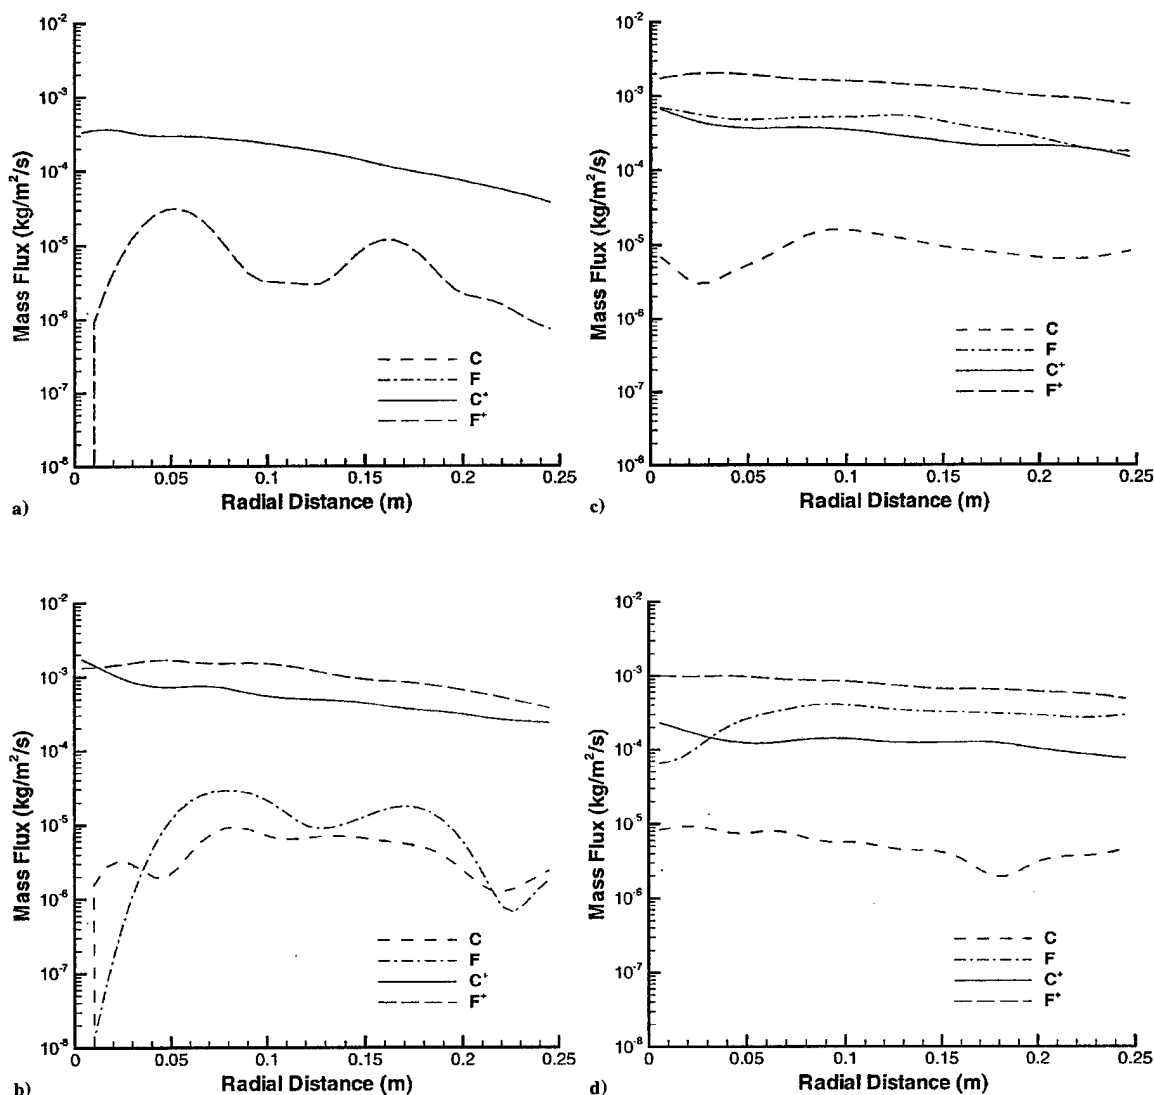 10⁻²
10⁻³
10⁻⁴
10⁻⁵
10⁻⁶
10⁻⁷
10⁻⁸
Mass Flux (kg/m²/s)
C
F
C⁺
F⁺
0 0.05 0.1 0.15 0.2 0.25
Radial Distance (m)
a)
10⁻²
10⁻³
10⁻⁴
10⁻⁵
10⁻⁶
10⁻⁷
10⁻⁸
Mass Flux (kg/m²/s)
C
F
C⁺
F⁺
0 0.05 0.1 0.15 0.2 0.25
Radial Distance (m)
c)
10⁻²
10⁻³
10⁻⁴
10⁻⁵
10⁻⁶
10⁻⁷
10⁻⁸
Mass Flux (kg/m²/s)
C
F
C⁺
F⁺
0 0.05 0.1 0.15 0.2 0.25
Radial Distance (m)
b)
10⁻²
10⁻³
10⁻⁴
10⁻⁵
10⁻⁶
10⁻⁷
10⁻⁸
Mass Flux (kg/m²/s)
C
F
C⁺
F⁺
0 0.05 0.1 0.15 0.2 0.25
Radial Distance (m)
d)